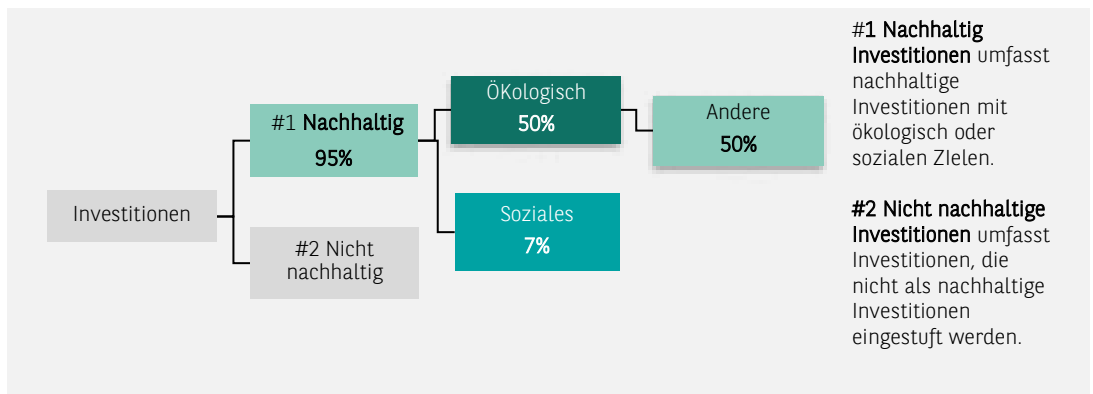 Investitionen
#1 Nachhaltig
95%
#2 Nicht
nachhaltig
ÖKologisch
50%
Soziales
7%
Andere
50%
#1 Nachhaltig
Investitionen umfasst
nachhaltige
Investitionen mit
ökologisch oder
sozialen ZIelen.
#2 Nicht nachhaltige
Investitionen umfasst
Investitionen, die
nicht als nachhaltige
Investitionen
eingestuft werden.